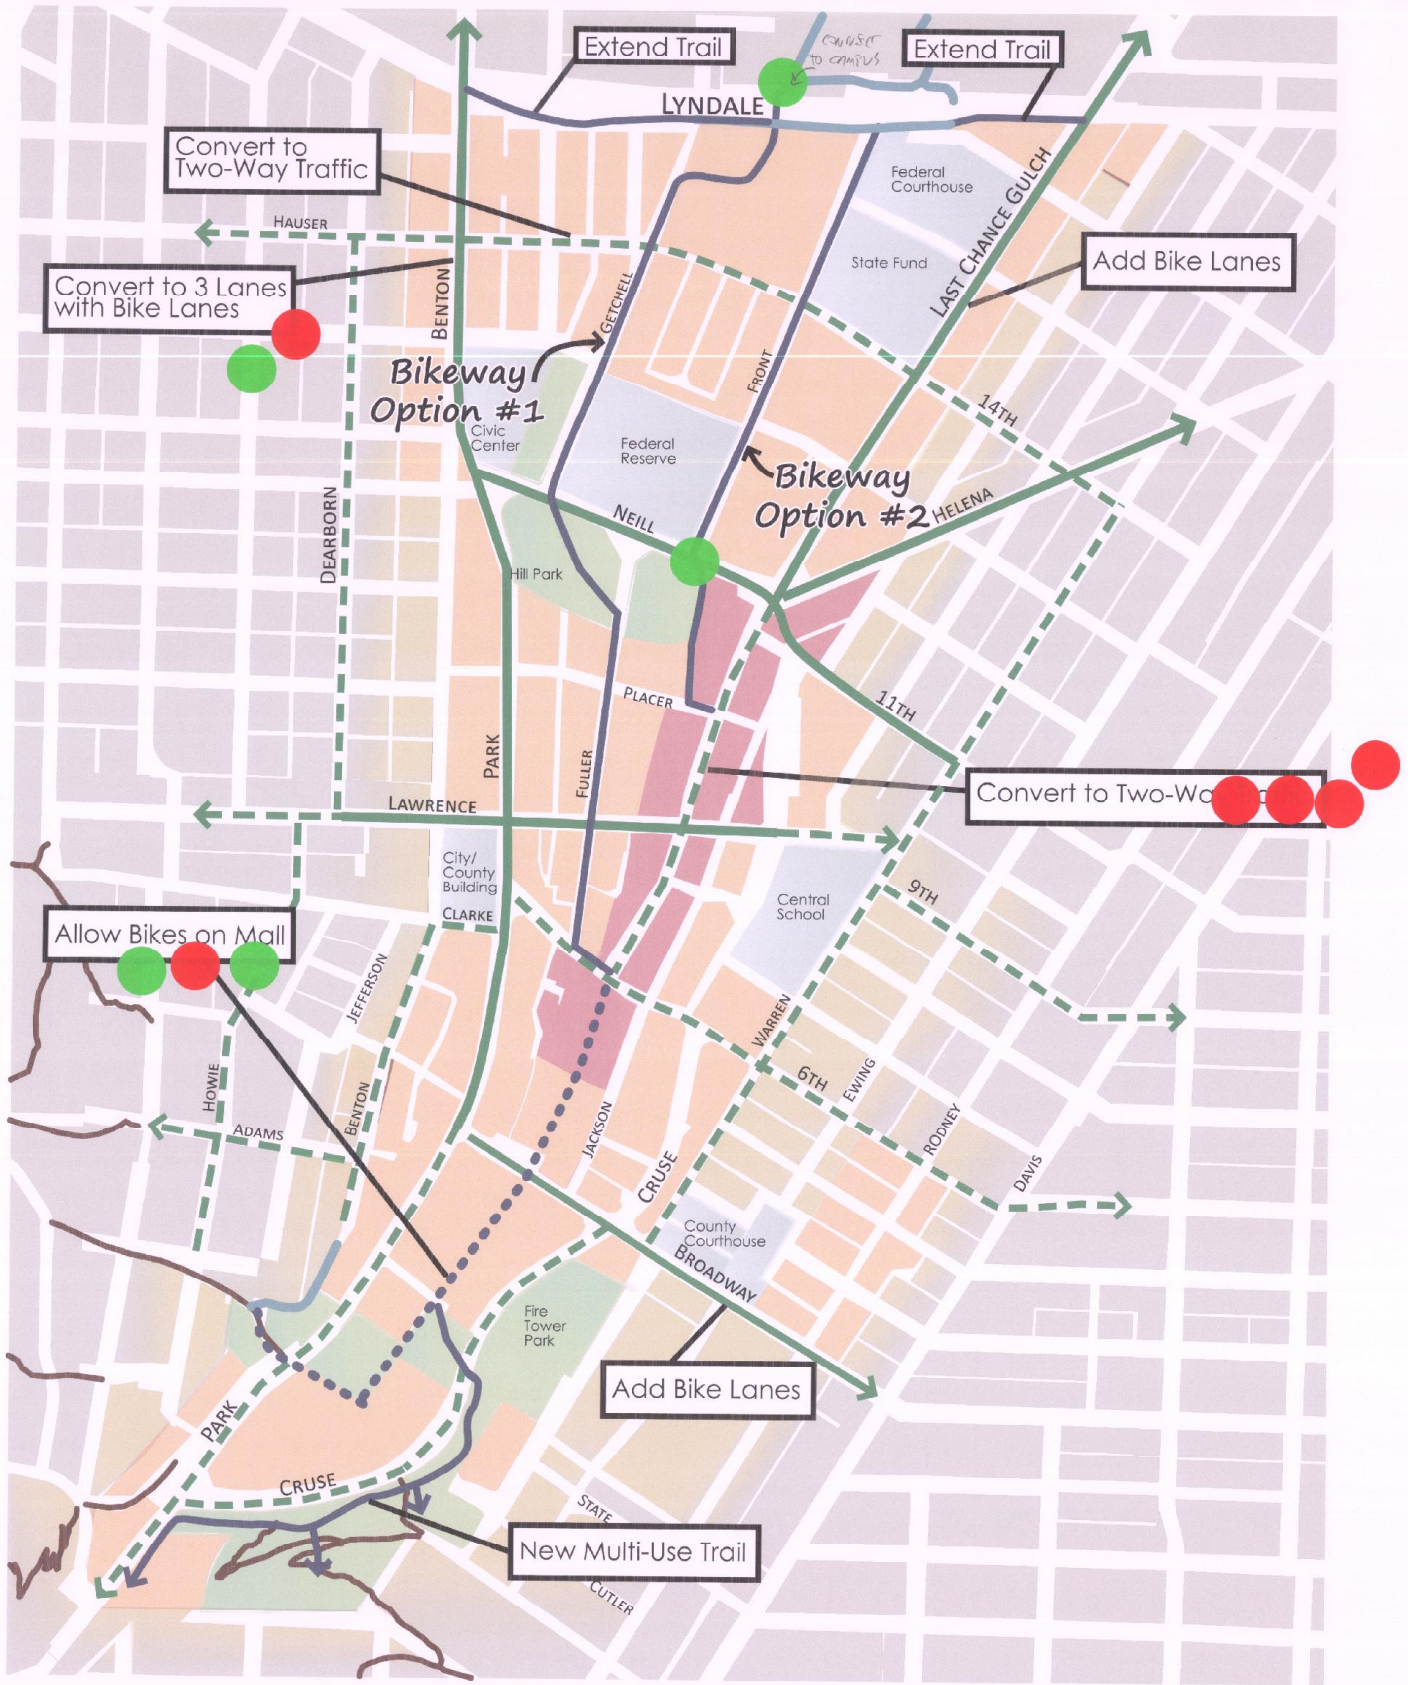 Extend Trail
CONNECT
TO CAMPUS
Extend Trail
LYNDALE
Convert to
Two-Way Traffic
Federal
Courthouse
HAUSER
LAST CHANCE GULCH
State Fund
Add Bike Lanes
Convert to 3 Lanes
with Bike Lanes
BENTON
GETCHELL
FRONT
Bikeway
Option #1
14TH
Civic
Center
Federal
Reserve
Bikeway
Option #2
HELENA
NEILL
DEARBORN
Hill Park
PLACER
11TH
PARK
FULLER
Convert to Two-Wa
LAWRENCE
City/
County
Building
CLARKE
Central
School
9TH
Allow Bikes on Mall
JEFFERSON
WARREN
HOWIE
BENTON
6TH
EWING
ADAMS
JACKSON
RODNEY
CRUSE
DAVIS
County
Courthouse
BROADWAY
Fire
Tower
Park
Add Bike Lanes
PARK
CRUSE
STATE
New Multi-Use Trail
CUTLER